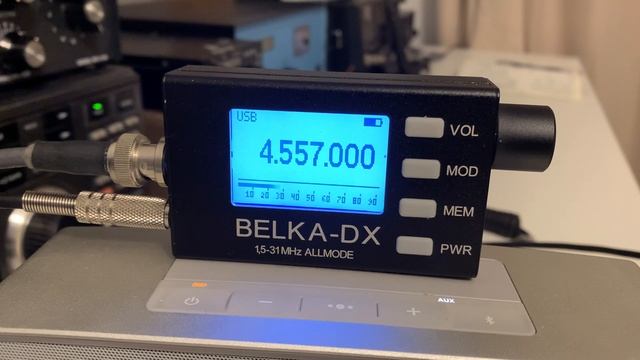 USB
4.557.000
10 20 30 40 50 60 70 80 90
VOL
MOD
MEM
PWR
BELKA-DX
1,5-31MHz ALLMODE
AUX